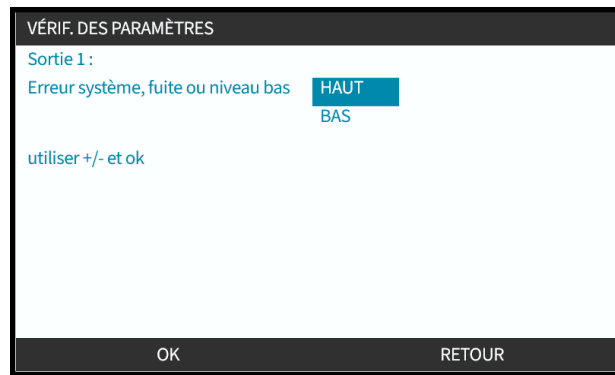 VÉRIF. DES PARAMÈTRES
Sortie 1 :
Erreur système, fuite ou niveau bas HAUT
BAS
utiliser +/- et ok
OK RETOUR